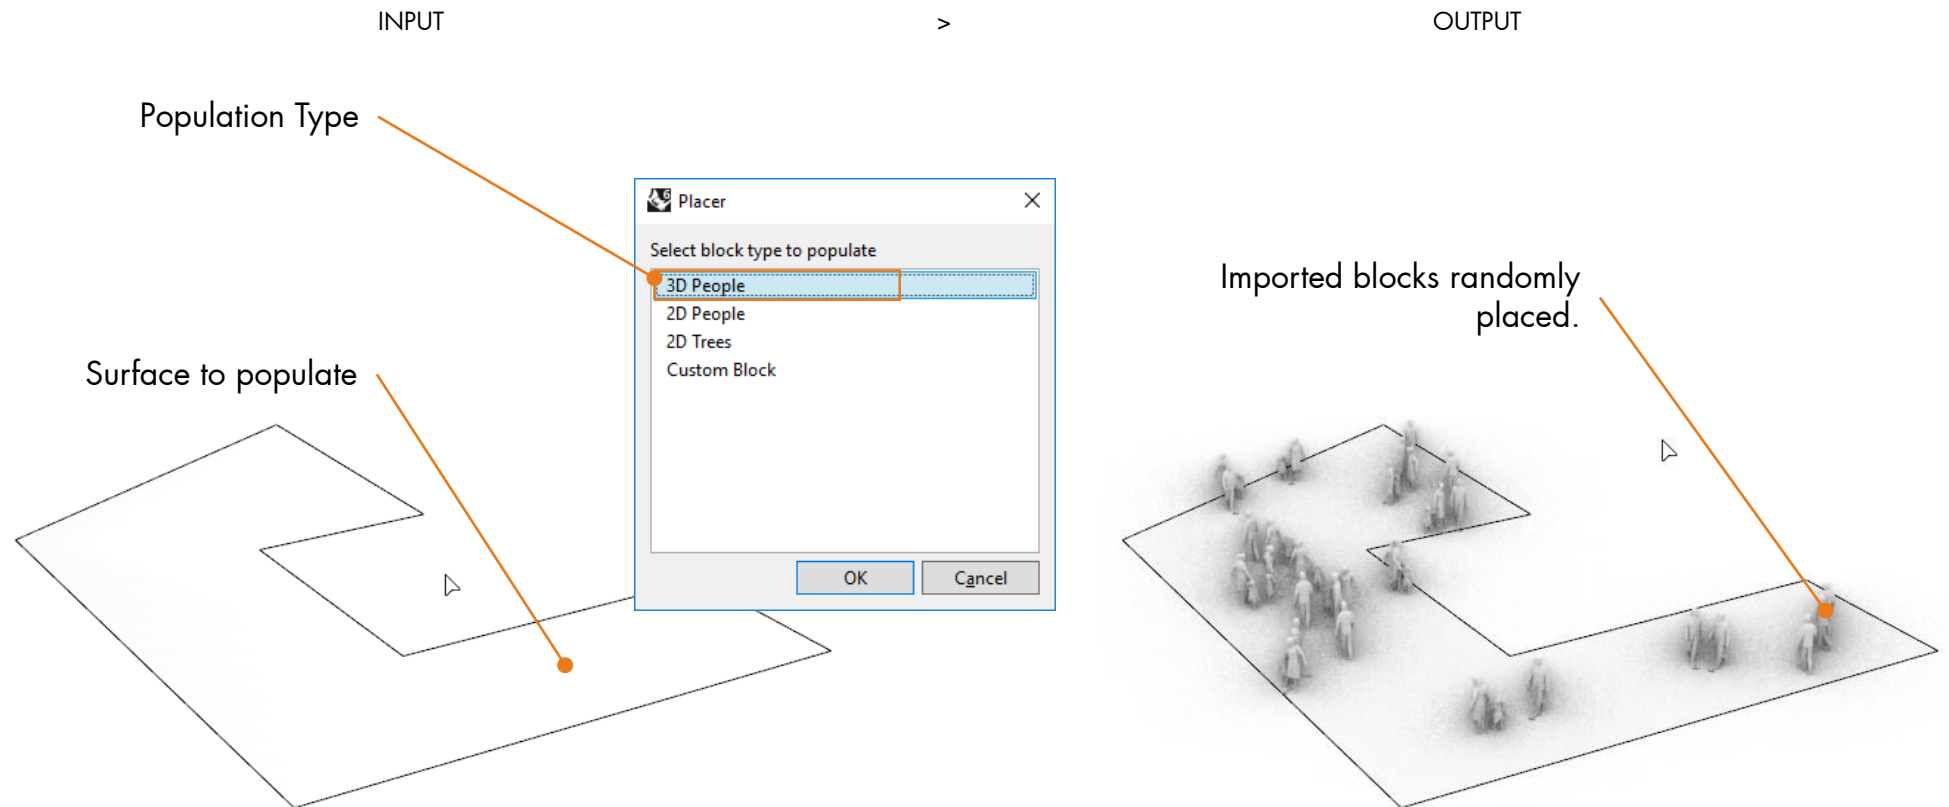 INPUT
>
OUTPUT
Population Type
Placer
Select block type to populate
3D People
2D People
2D Trees
Custom Block
OK
Cancel
Surface to populate
Imported blocks randomly
placed.